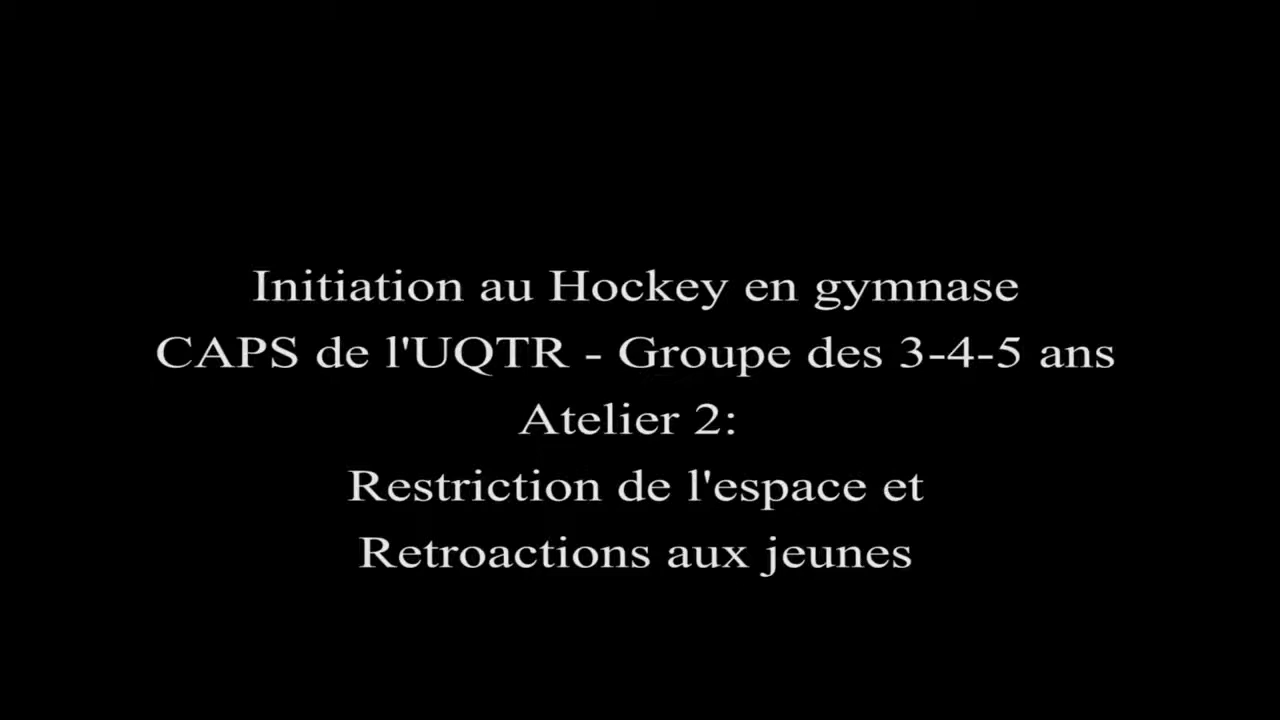 Initiation au Hockey en gymnase
CAPS de l'UQTR - Groupe des 3-4-5 ans
Atelier 2:
Restriction de l'espace et
Retroactions aux jeunes